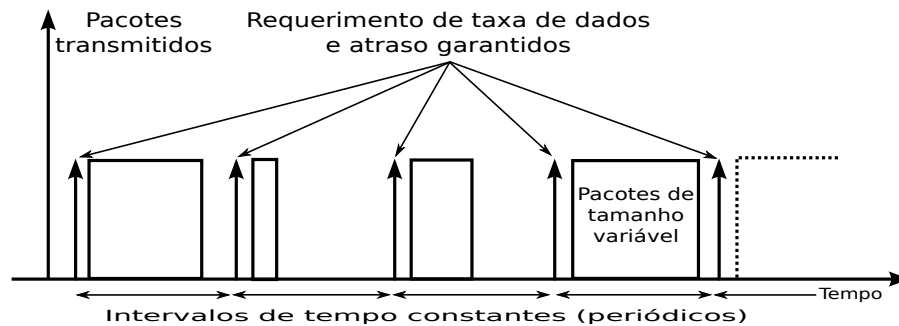 Pacotes
transmitidos
Requerimento de taxa de dados
e atraso garantidos
Pacotes de
tamanho
variável
Tempo
Intervalos de tempo constantes (periódicos)